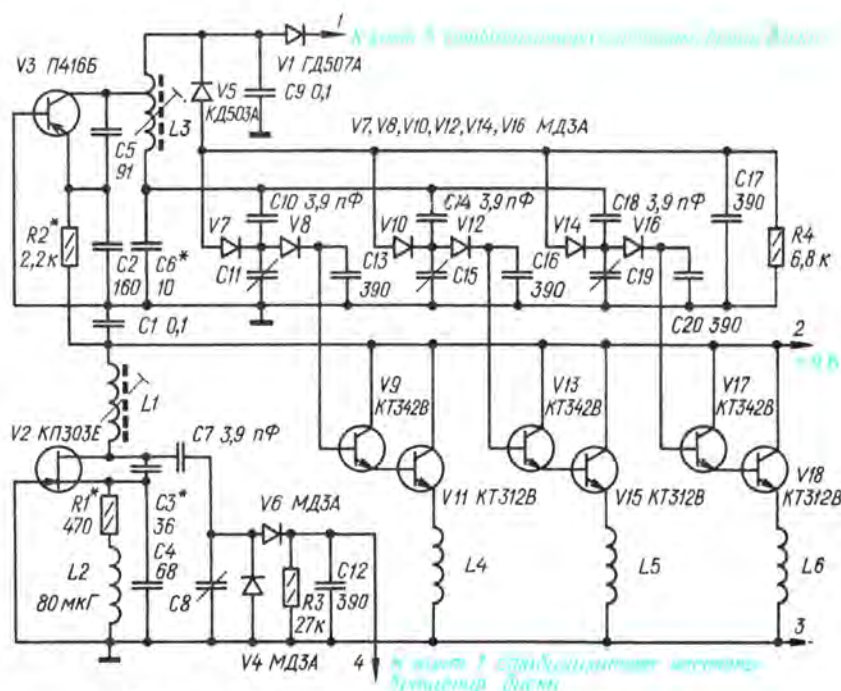 1
V3 П416Б
V1 ГД507А
V5
КД503А
C9 0,1
L3
C5
91
V7,V8,V10,V12,V14,V16 МД3А
R2*
2,2к
C2
160
C6*
10
C10 3,9 пФ
C14 3,9 пФ
C18 3,9 пФ
C17
390
V7
V8
V10
V12
V14
V16
R4
6,8 к
C11
C13
390
C15
C16
390
C19
C20 390
C1 0,1
2
L1
V9
КТ342В
V13
КТ342В
V17
КТ342В
V2 КП303Е
C7 3,9 пФ
V11 КТ312В
V15 КТ312В
V18
КТ312В
R1*
470
C3*
36
V6 МД3А
C4
68
L2
80 мкГ
C8
R3
27к
C12
390
L4
L5
L6
V4 МД3А
4
3